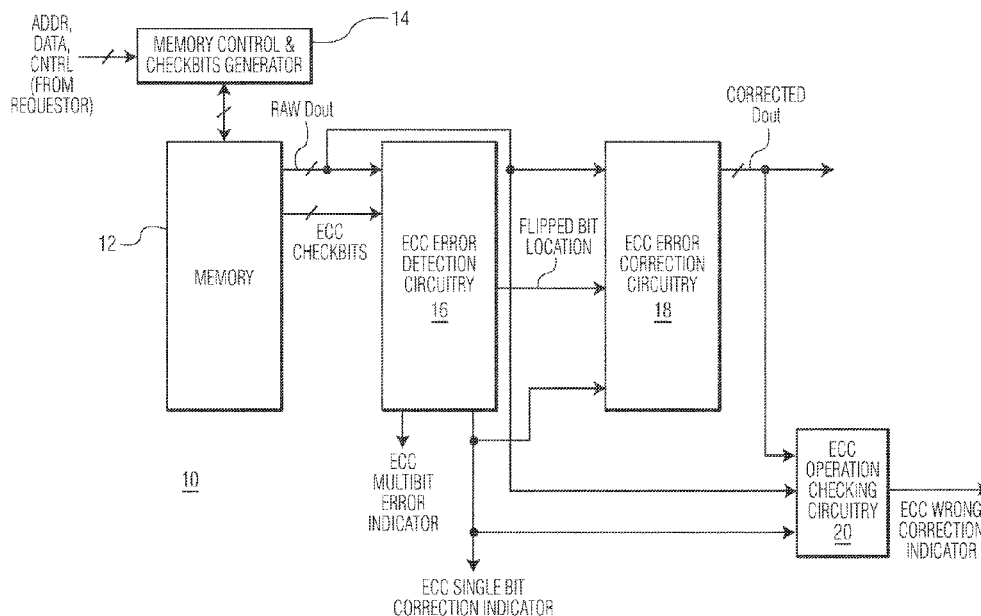 ADDR,
DATA,
CNTRL
(FROM
REQUESTOR)
MEMORY CONTROL &
CHECKBITS GENERATOR
14
RAW Dout
CORRECTED
Dout
12
MEMORY
ECC
CHECKBITS
ECC ERROR
DETECTION
CIRCUITRY
16
FLIPPED BIT
LOCATION
ECC ERROR
CORRECTION
CIRCUITRY
18
10
ECC
MULTIBIT
ERROR
INDICATOR
ECC SINGLE BIT
CORRECTION INDICATOR
ECC
OPERATION
CHECKING
CIRCUITRY
20
ECC WRONG
CORRECTION
INDICATOR